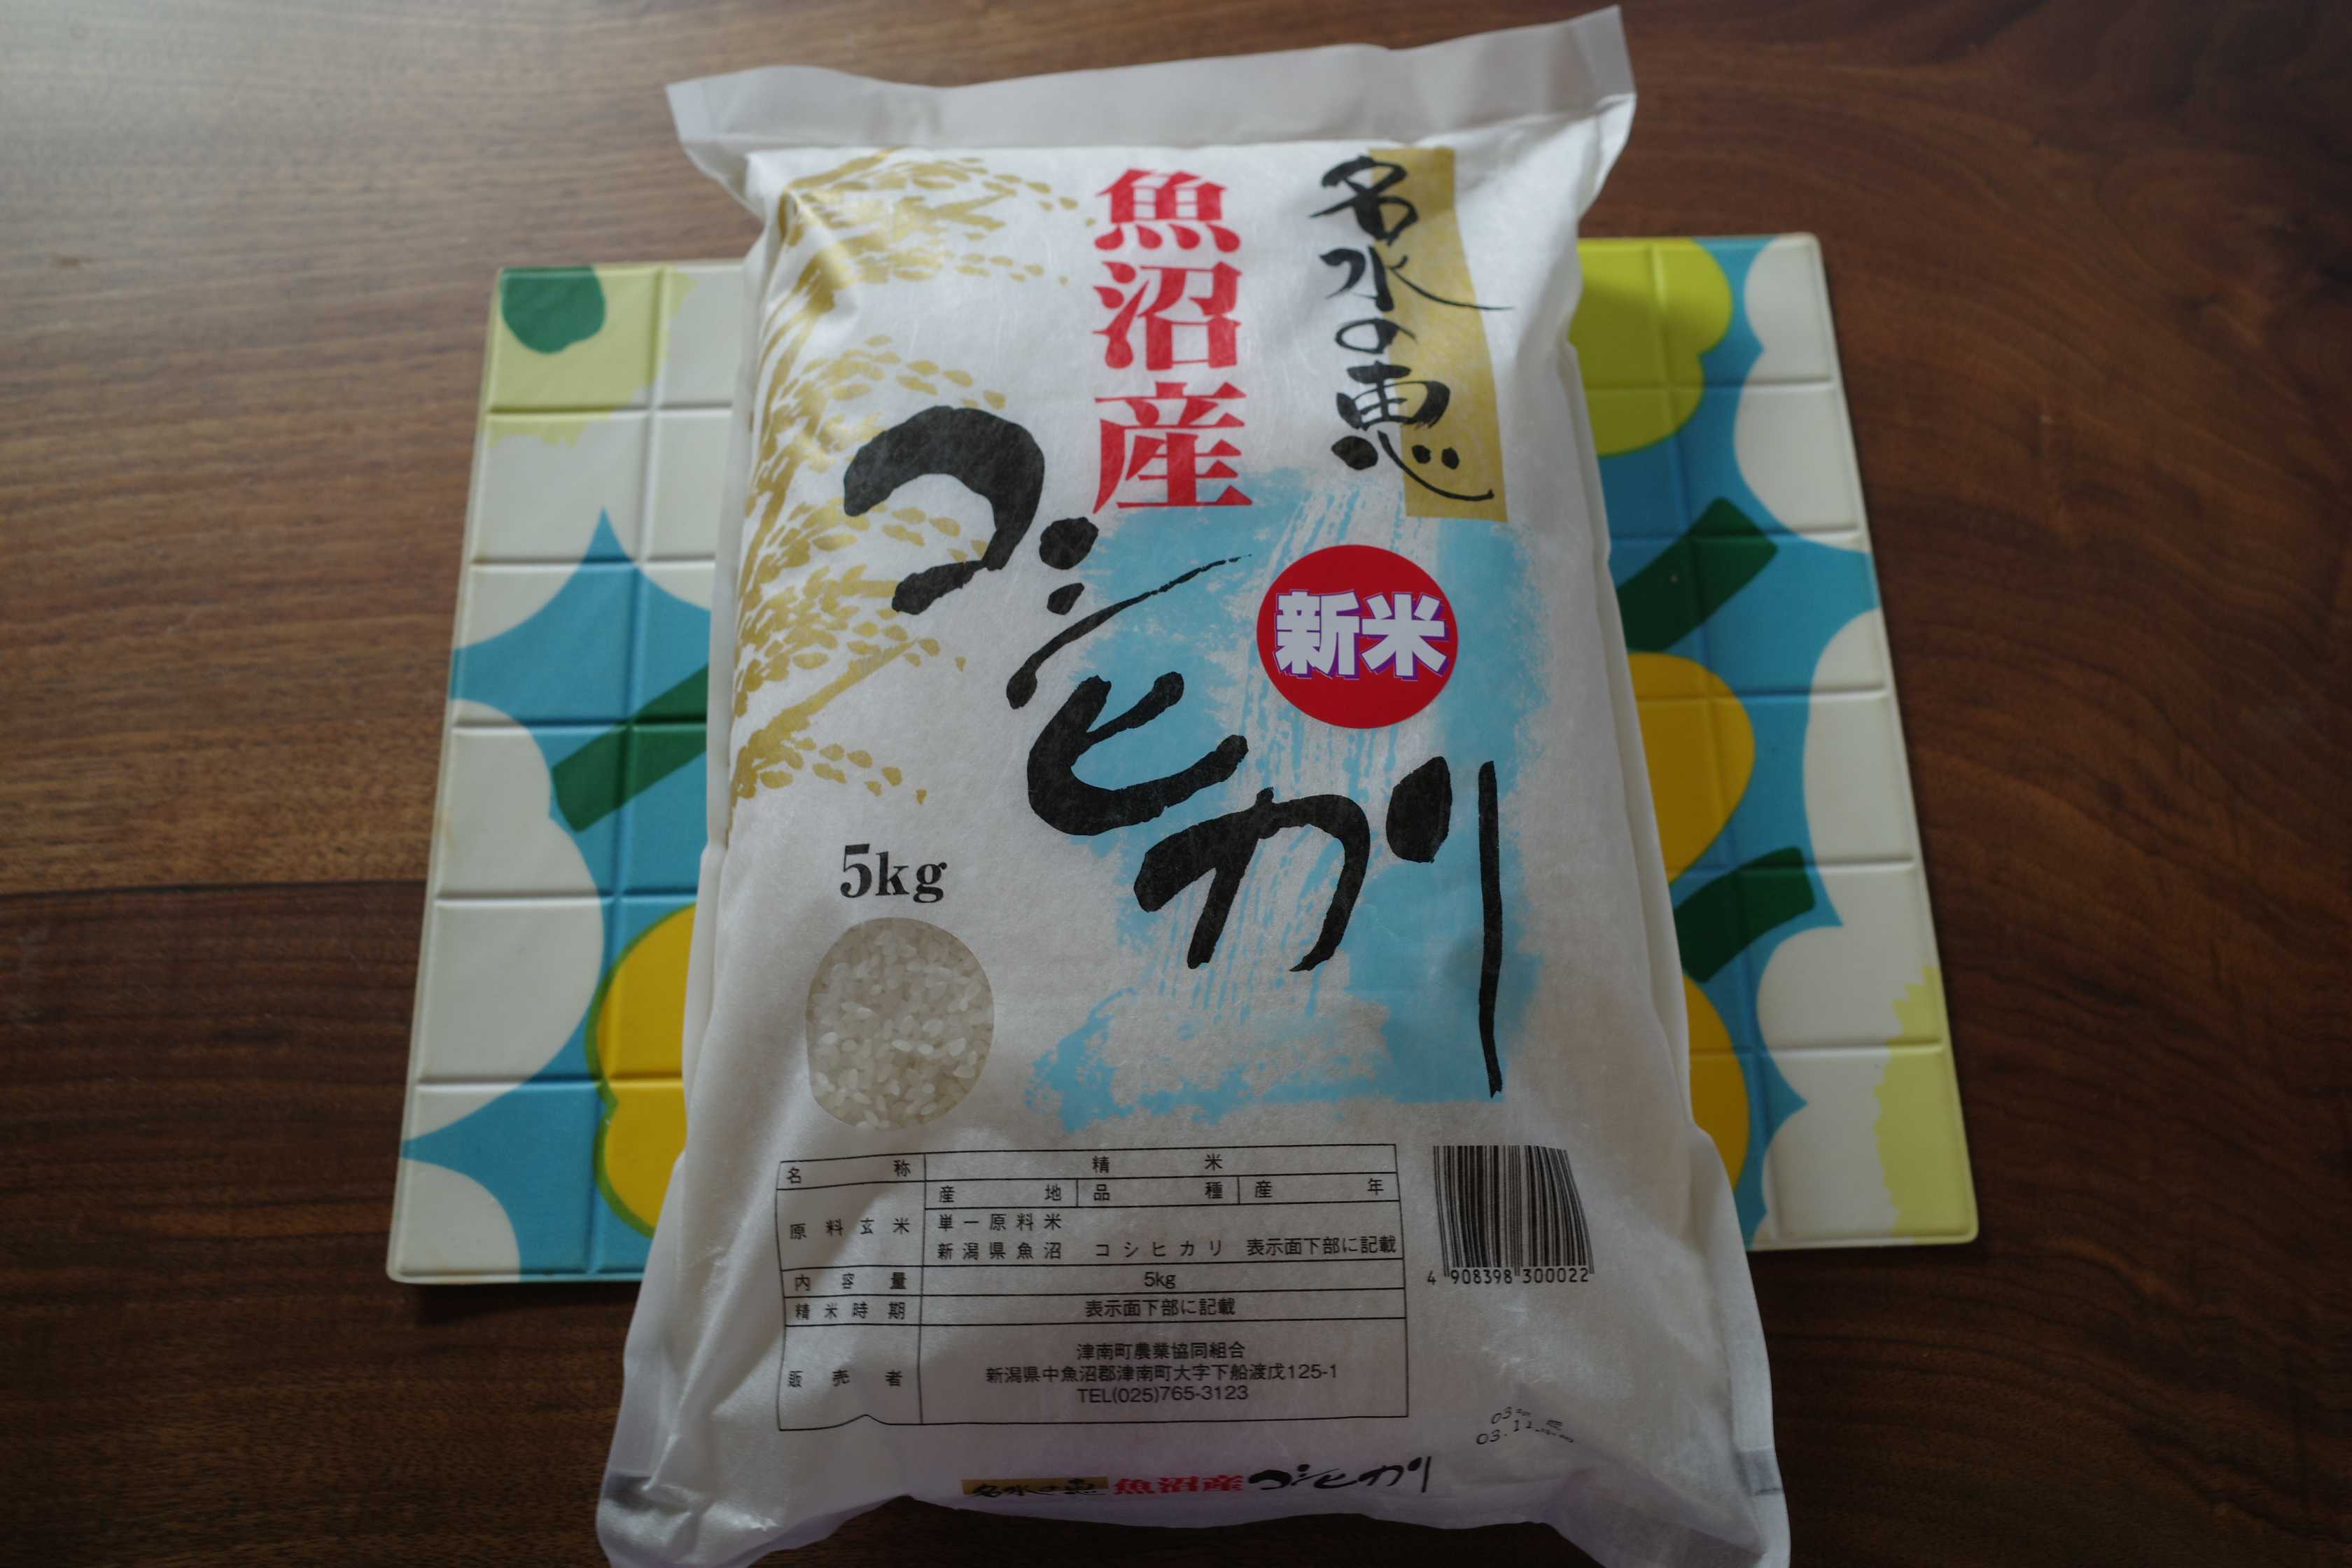 名水の恵
魚沼産
コシヒカリ
新米
5kg
名称 精米
原料玄米 産地 品種 産年
単一原料米
新潟県魚沼 コシヒカリ 表示面下部に記載
内容量 5kg
精米時期 表示面下部に記載
販売者 津南町農業協同組合
新潟県中魚沼郡津南町大字下船渡戊125-1
TEL(025)765-3123
4 908398 300022
名水の恵 魚沼産 コシヒカリ